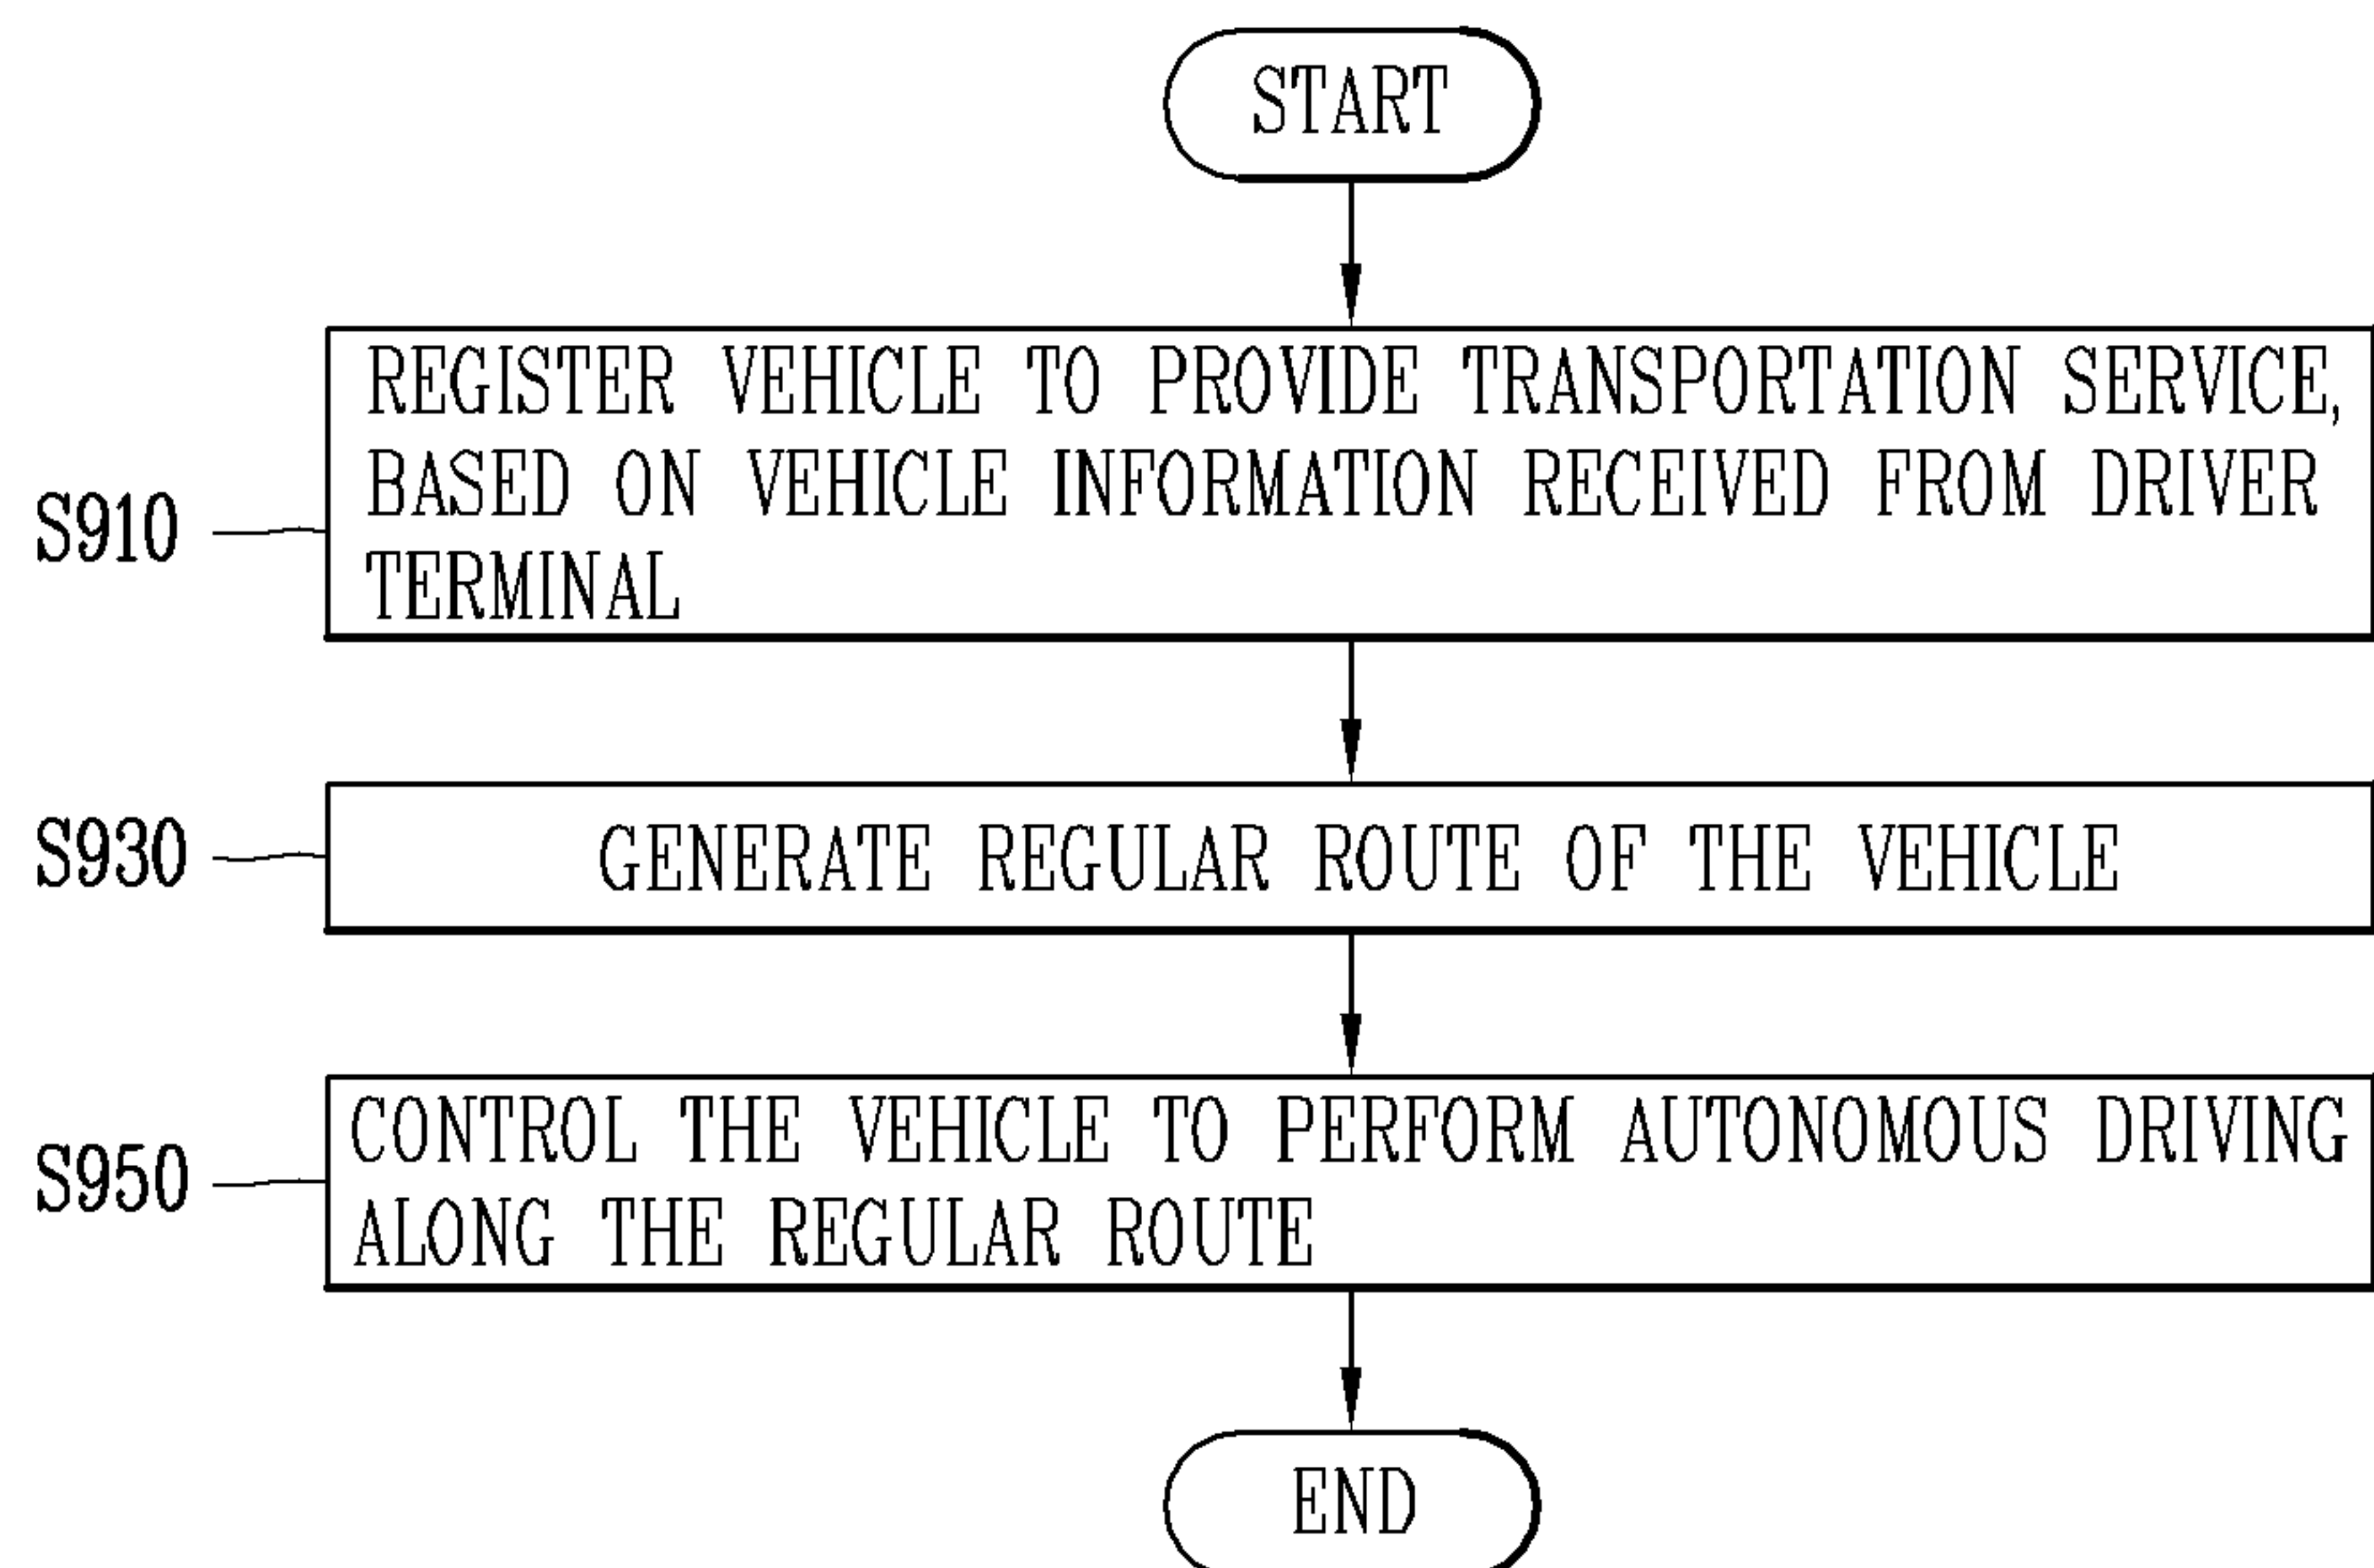 START
REGISTER VEHICLE TO PROVIDE TRANSPORTATION SERVICE,
BASED ON VEHICLE INFORMATION RECEIVED FROM DRIVER
TERMINAL
S910
GENERATE REGULAR ROUTE OF THE VEHICLE
S930
CONTROL THE VEHICLE TO PERFORM AUTONOMOUS DRIVING
ALONG THE REGULAR ROUTE
S950
END